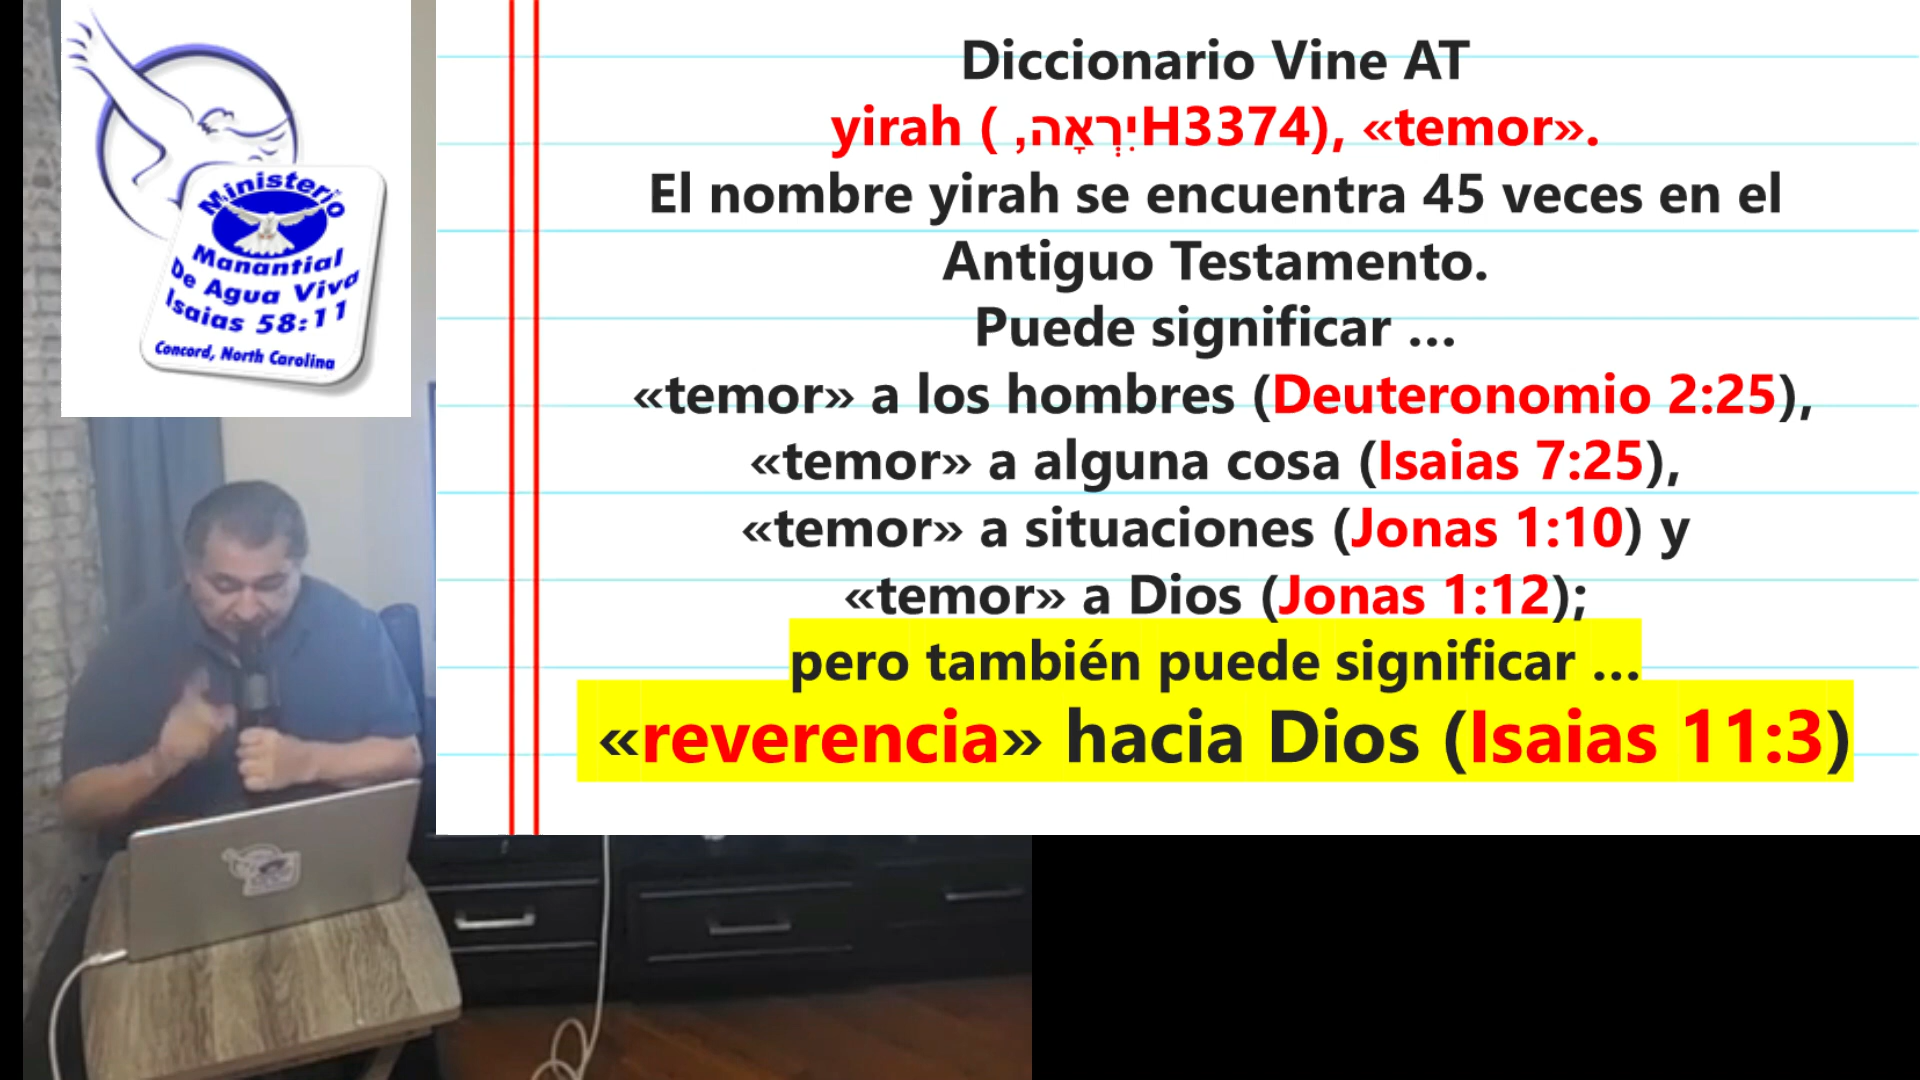 Ministerio
Manantial
De Agua Viva
Isaias 58:11
Concord, North Carolina
Diccionario Vine AT
yirah ( ,יִרְאָהH3374), «temor».
El nombre yirah se encuentra 45 veces en el
Antiguo Testamento.
Puede significar …
«temor» a los hombres (Deuteronomio 2:25),
«temor» a alguna cosa (Isaias 7:25),
«temor» a situaciones (Jonas 1:10) y
«temor» a Dios (Jonas 1:12);
pero también puede significar …
«reverencia» hacia Dios (Isaias 11:3)